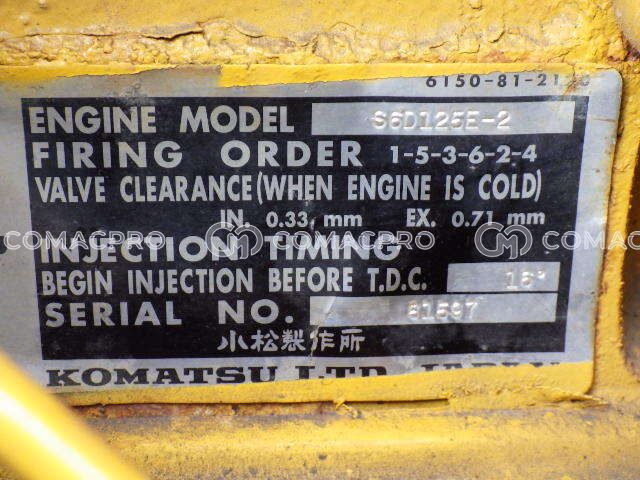 6150-81-21
ENGINE MODEL S6D125E-2
FIRING ORDER 1-5-3-6-2-4
VALVE CLEARANCE (WHEN ENGINE IS COLD)
IN. 0.33 mm EX. 0.71 mm
COMACPRO COMACPRO COMACPRO
INJECTION TIMING
BEGIN INJECTION BEFORE T.D.C. 16°
SERIAL NO.
小松製作所
KOMATSU LTD. JAPAN